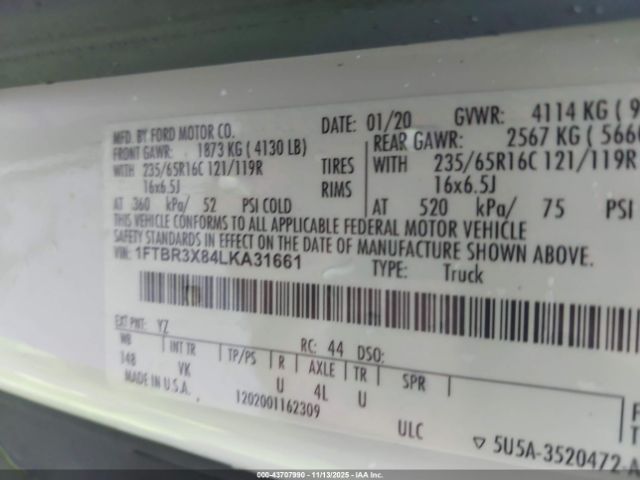 MFD. BY FORD MOTOR CO.
DATE: 01/20 GVWR: 4114 KG ( 9
FRONT GAWR: 1873 KG ( 4130 LB) REAR GAWR: 2567 KG ( 5660
WITH 235/65R16C 121/119R TIRES WITH 235/65R16C 121/119R
16x6.5J RIMS 16x6.5J
AT 360 kPa/ 52 PSI COLD AT 520 kPa/ 75 PSI
THIS VEHICLE CONFORMS TO ALL APPLICABLE FEDERAL MOTOR VEHICLE
SAFETY STANDARDS IN EFFECT ON THE DATE OF MANUFACTURE SHOWN ABOVE.
VIN: 1FTBR3X84LKA31661 TYPE: Truck
EXT PNT: YZ RC: 44 DSO:
WB INT TR TP/PS R AXLE TR SPR
148 VK U 4L U
MADE IN U.S.A. 1202001162309 ULC
5U5A-3520472-A
000-43707990 - 11/13/2025 - iaai.com